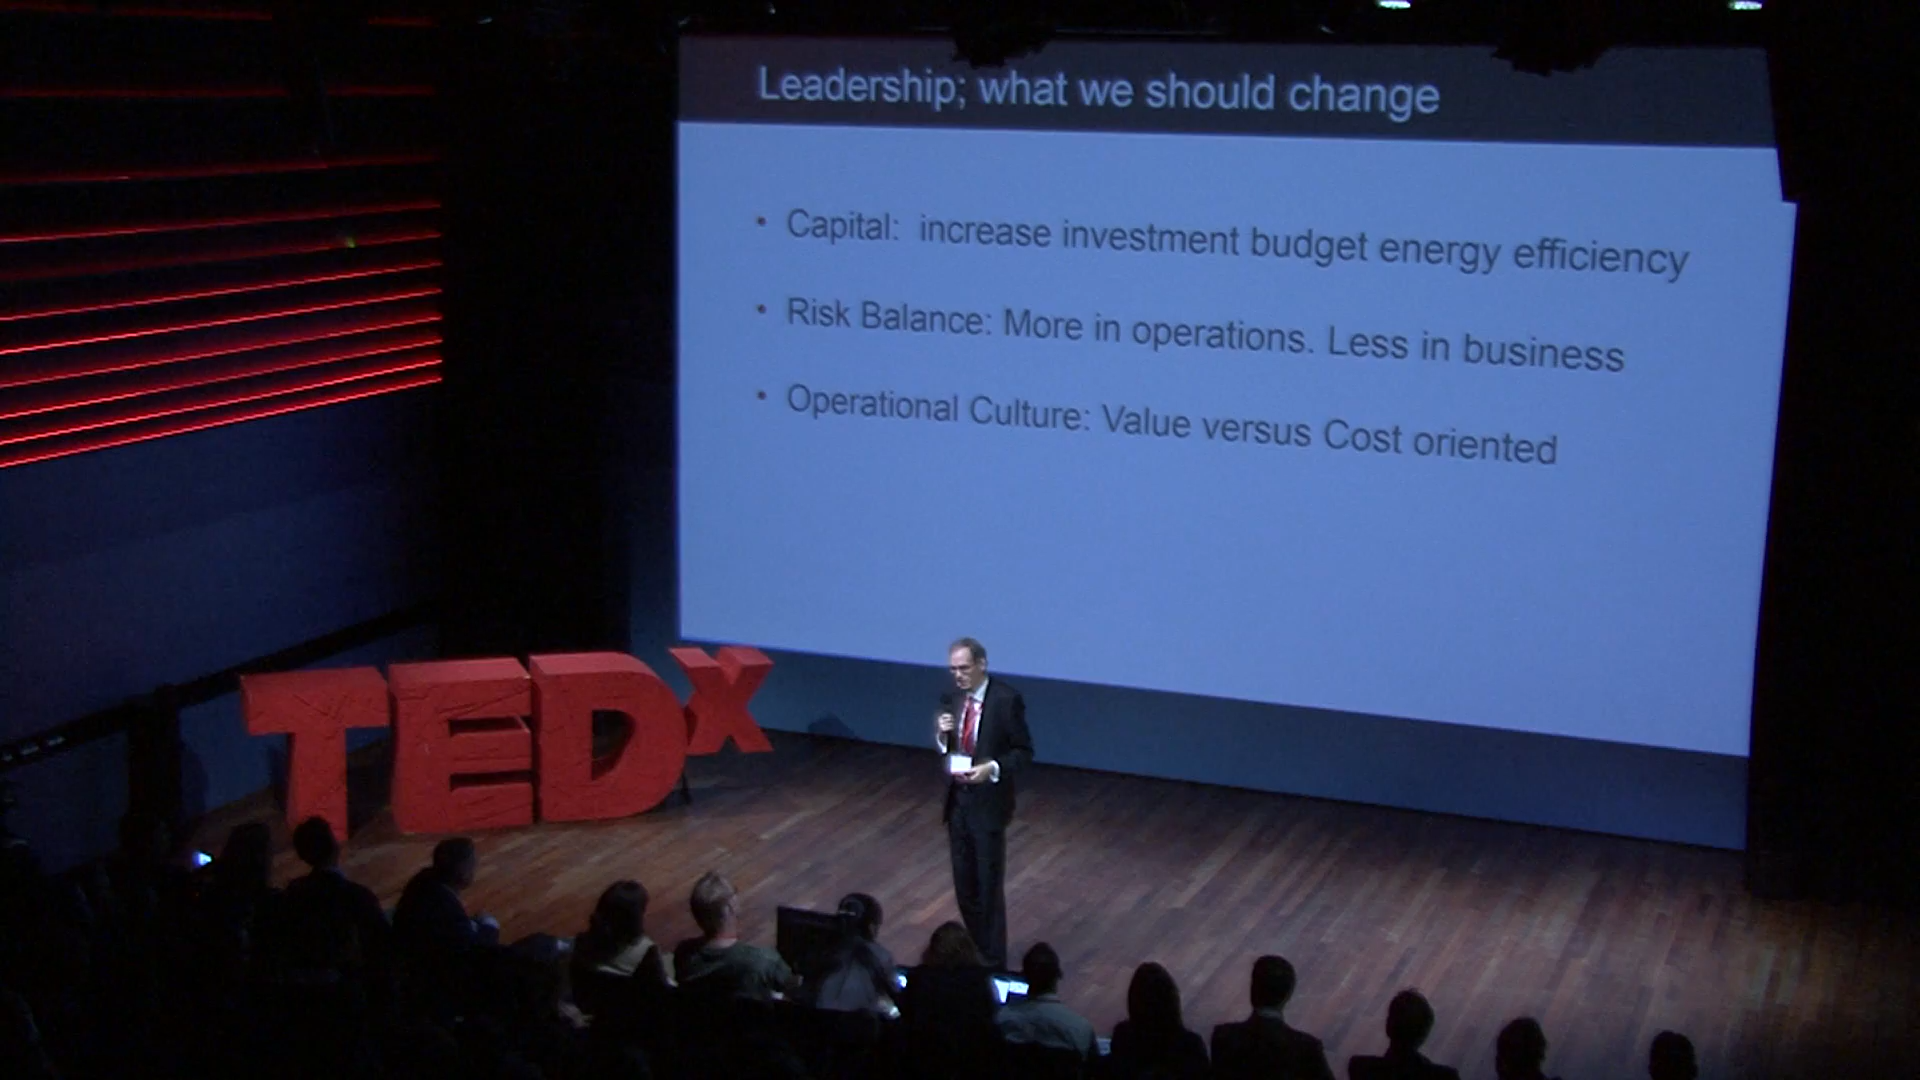 Leadership; what we should change
• Capital: increase investment budget energy efficiency
• Risk Balance: More in operations. Less in business
• Operational Culture: Value versus Cost oriented
TEDx